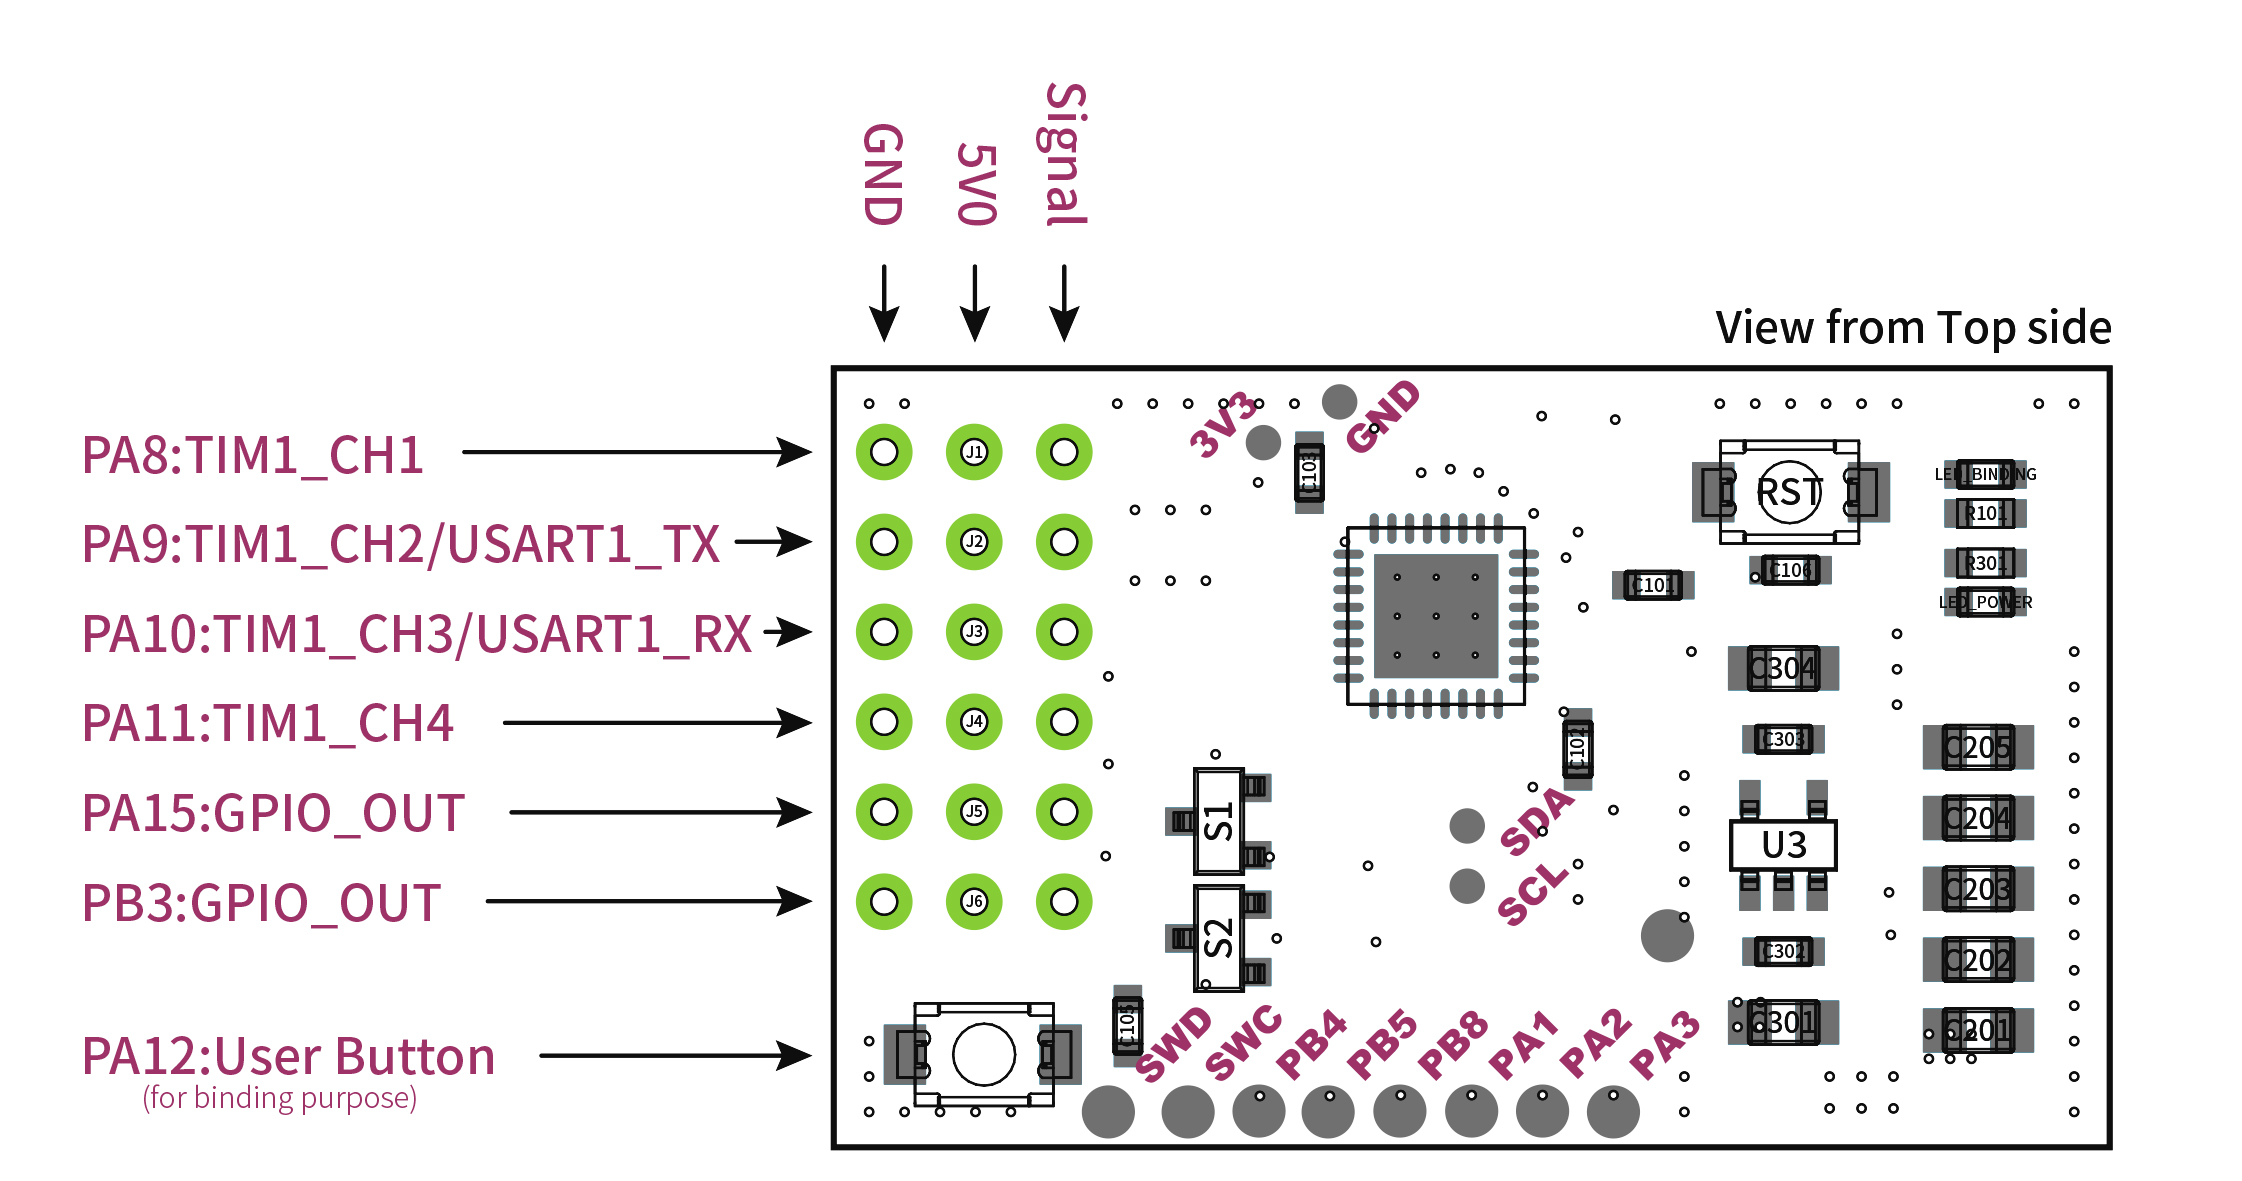 GND
5V0
Signal
View from Top side
3V3
GND
PA8:TIM1_CH1
J1
C103
RST
LED_BINDING
R101
PA9:TIM1_CH2/USART1_TX
J2
C106
R301
C101
LED_POWER
PA10:TIM1_CH3/USART1_RX
J3
C304
PA11:TIM1_CH4
J4
C102
C303
C205
PA15:GPIO_OUT
J5
S1
SDA
U3
C204
SCL
C203
PB3:GPIO_OUT
J6
S2
C302
C202
C105
C301
C201
PA12:User Button
(for binding purpose)
SWD
SWC
PB4
PB5
PB8
PA1
PA2
PA3